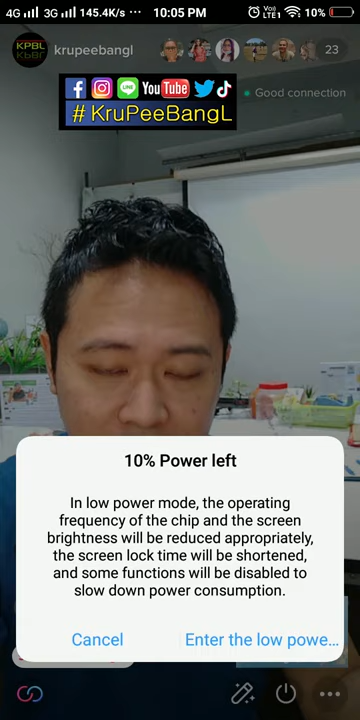 4G 3G 145.4K/s ··· 10:05 PM VoI) LTE1 10%
KPBL krupeebangl 23
KPBL
LINE YouTube
# KruPeeBangL
Good connection
10% Power left
In low power mode, the operating
frequency of the chip and the screen
brightness will be reduced appropriately,
the screen lock time will be shortened,
and some functions will be disabled to
slow down power consumption.
Cancel Enter the low powe...